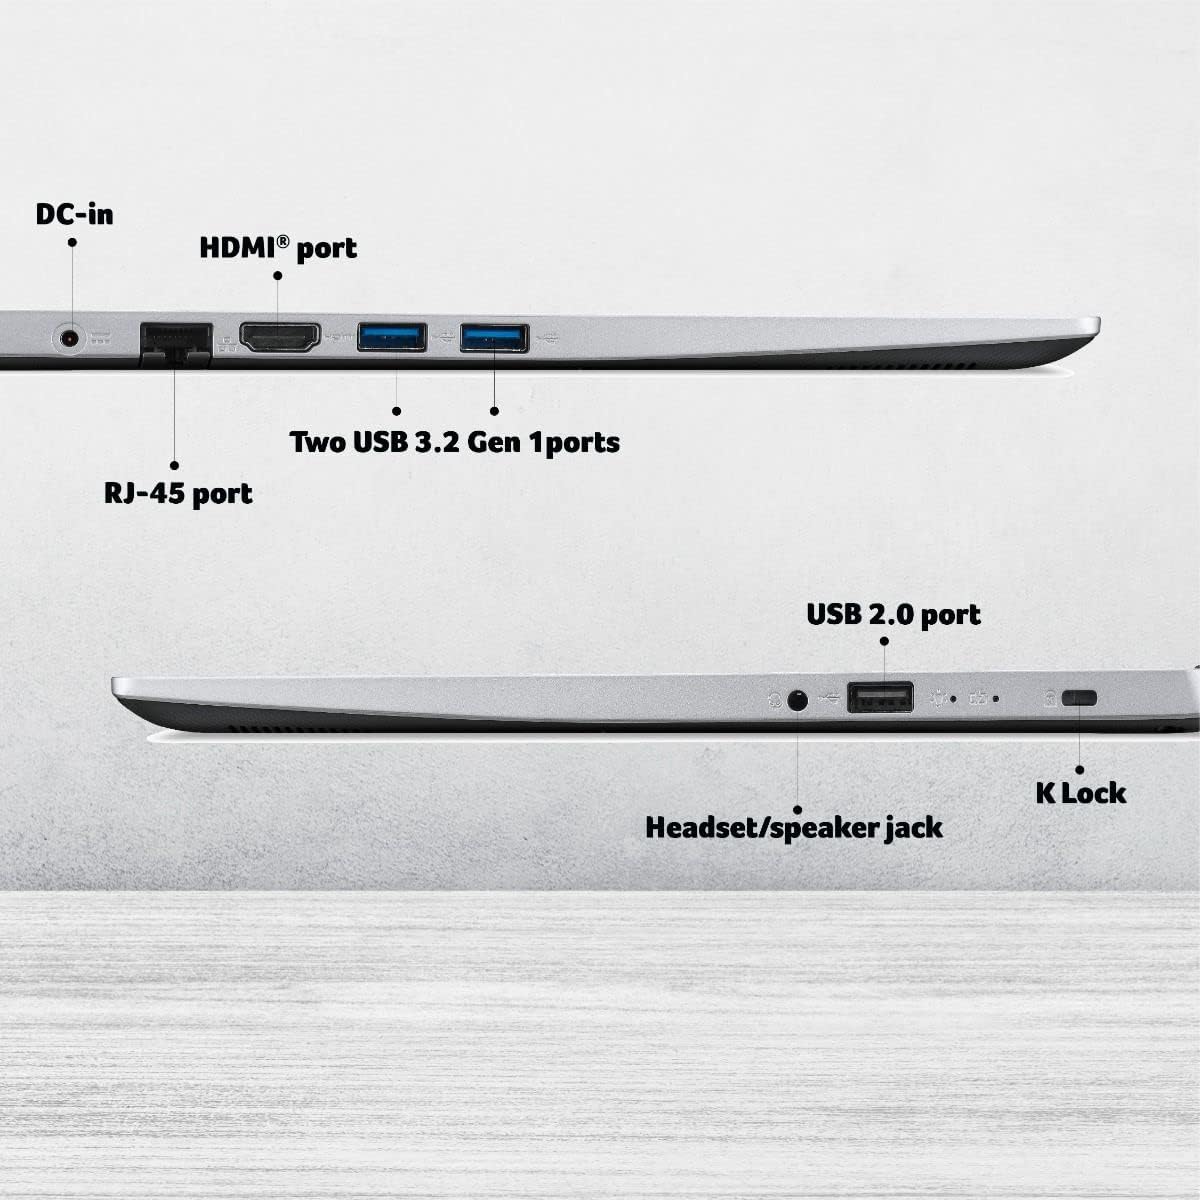 DC-in
HDMI® port
Two USB 3.2 Gen 1ports
RJ-45 port
USB 2.0 port
K Lock
Headset/speaker jack